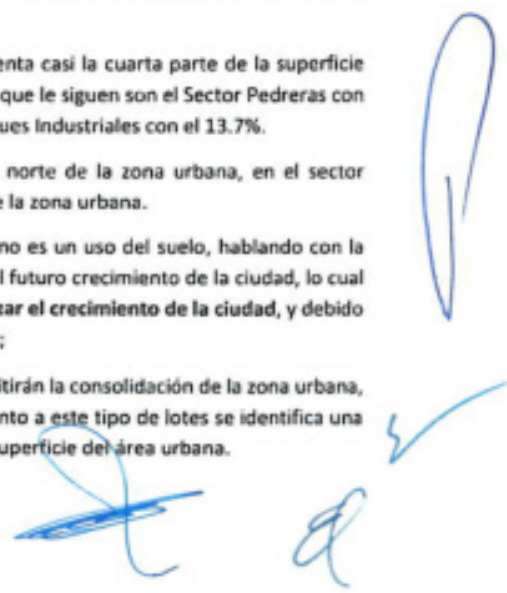 enta casi la cuarta parte de la superficie
que le siguen son el Sector Pedreras con
ues Industriales con el 13.7%.
norte de la zona urbana, en el sector
e la zona urbana.
no es un uso del suelo, hablando con la
l futuro crecimiento de la ciudad, lo cual
zar el crecimiento de la ciudad, y debido
;
itirán la consolidación de la zona urbana,
nto a este tipo de lotes se identifica una
uperficie del área urbana.